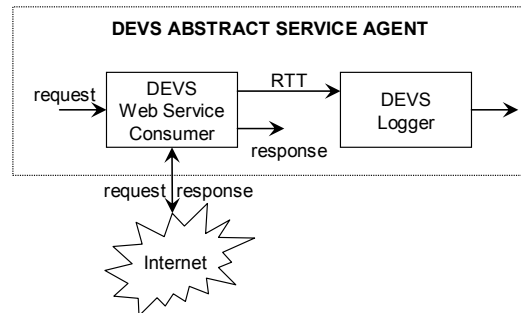 DEVS ABSTRACT SERVICE AGENT
request
DEVS
Web Service
Consumer
RTT
response
DEVS
Logger
request
response
Internet